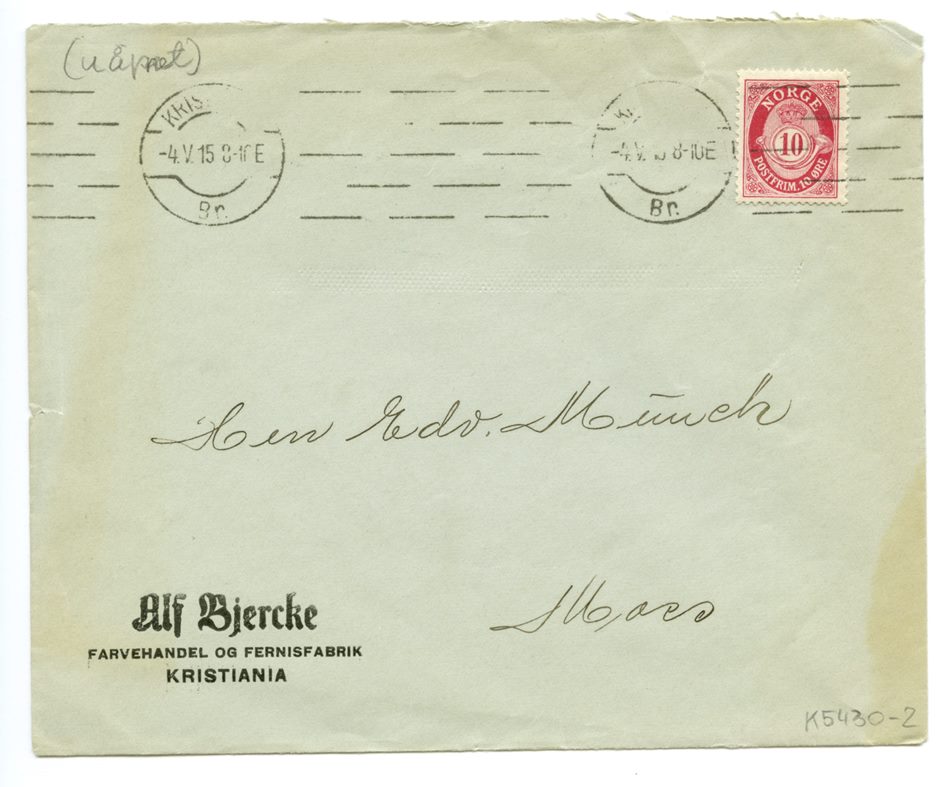 (uåpnet)
KRIS
-4.V.15 8-10E
Br.
-4.V.15 8-10E
Br.
NORGE
10
POSTFRIM. 10 ØRE
Herr Edv. Münch
Moss
Alf Bjercke
FARVEHANDEL OG FERNISFABRIK
KRISTIANIA
K5430-2